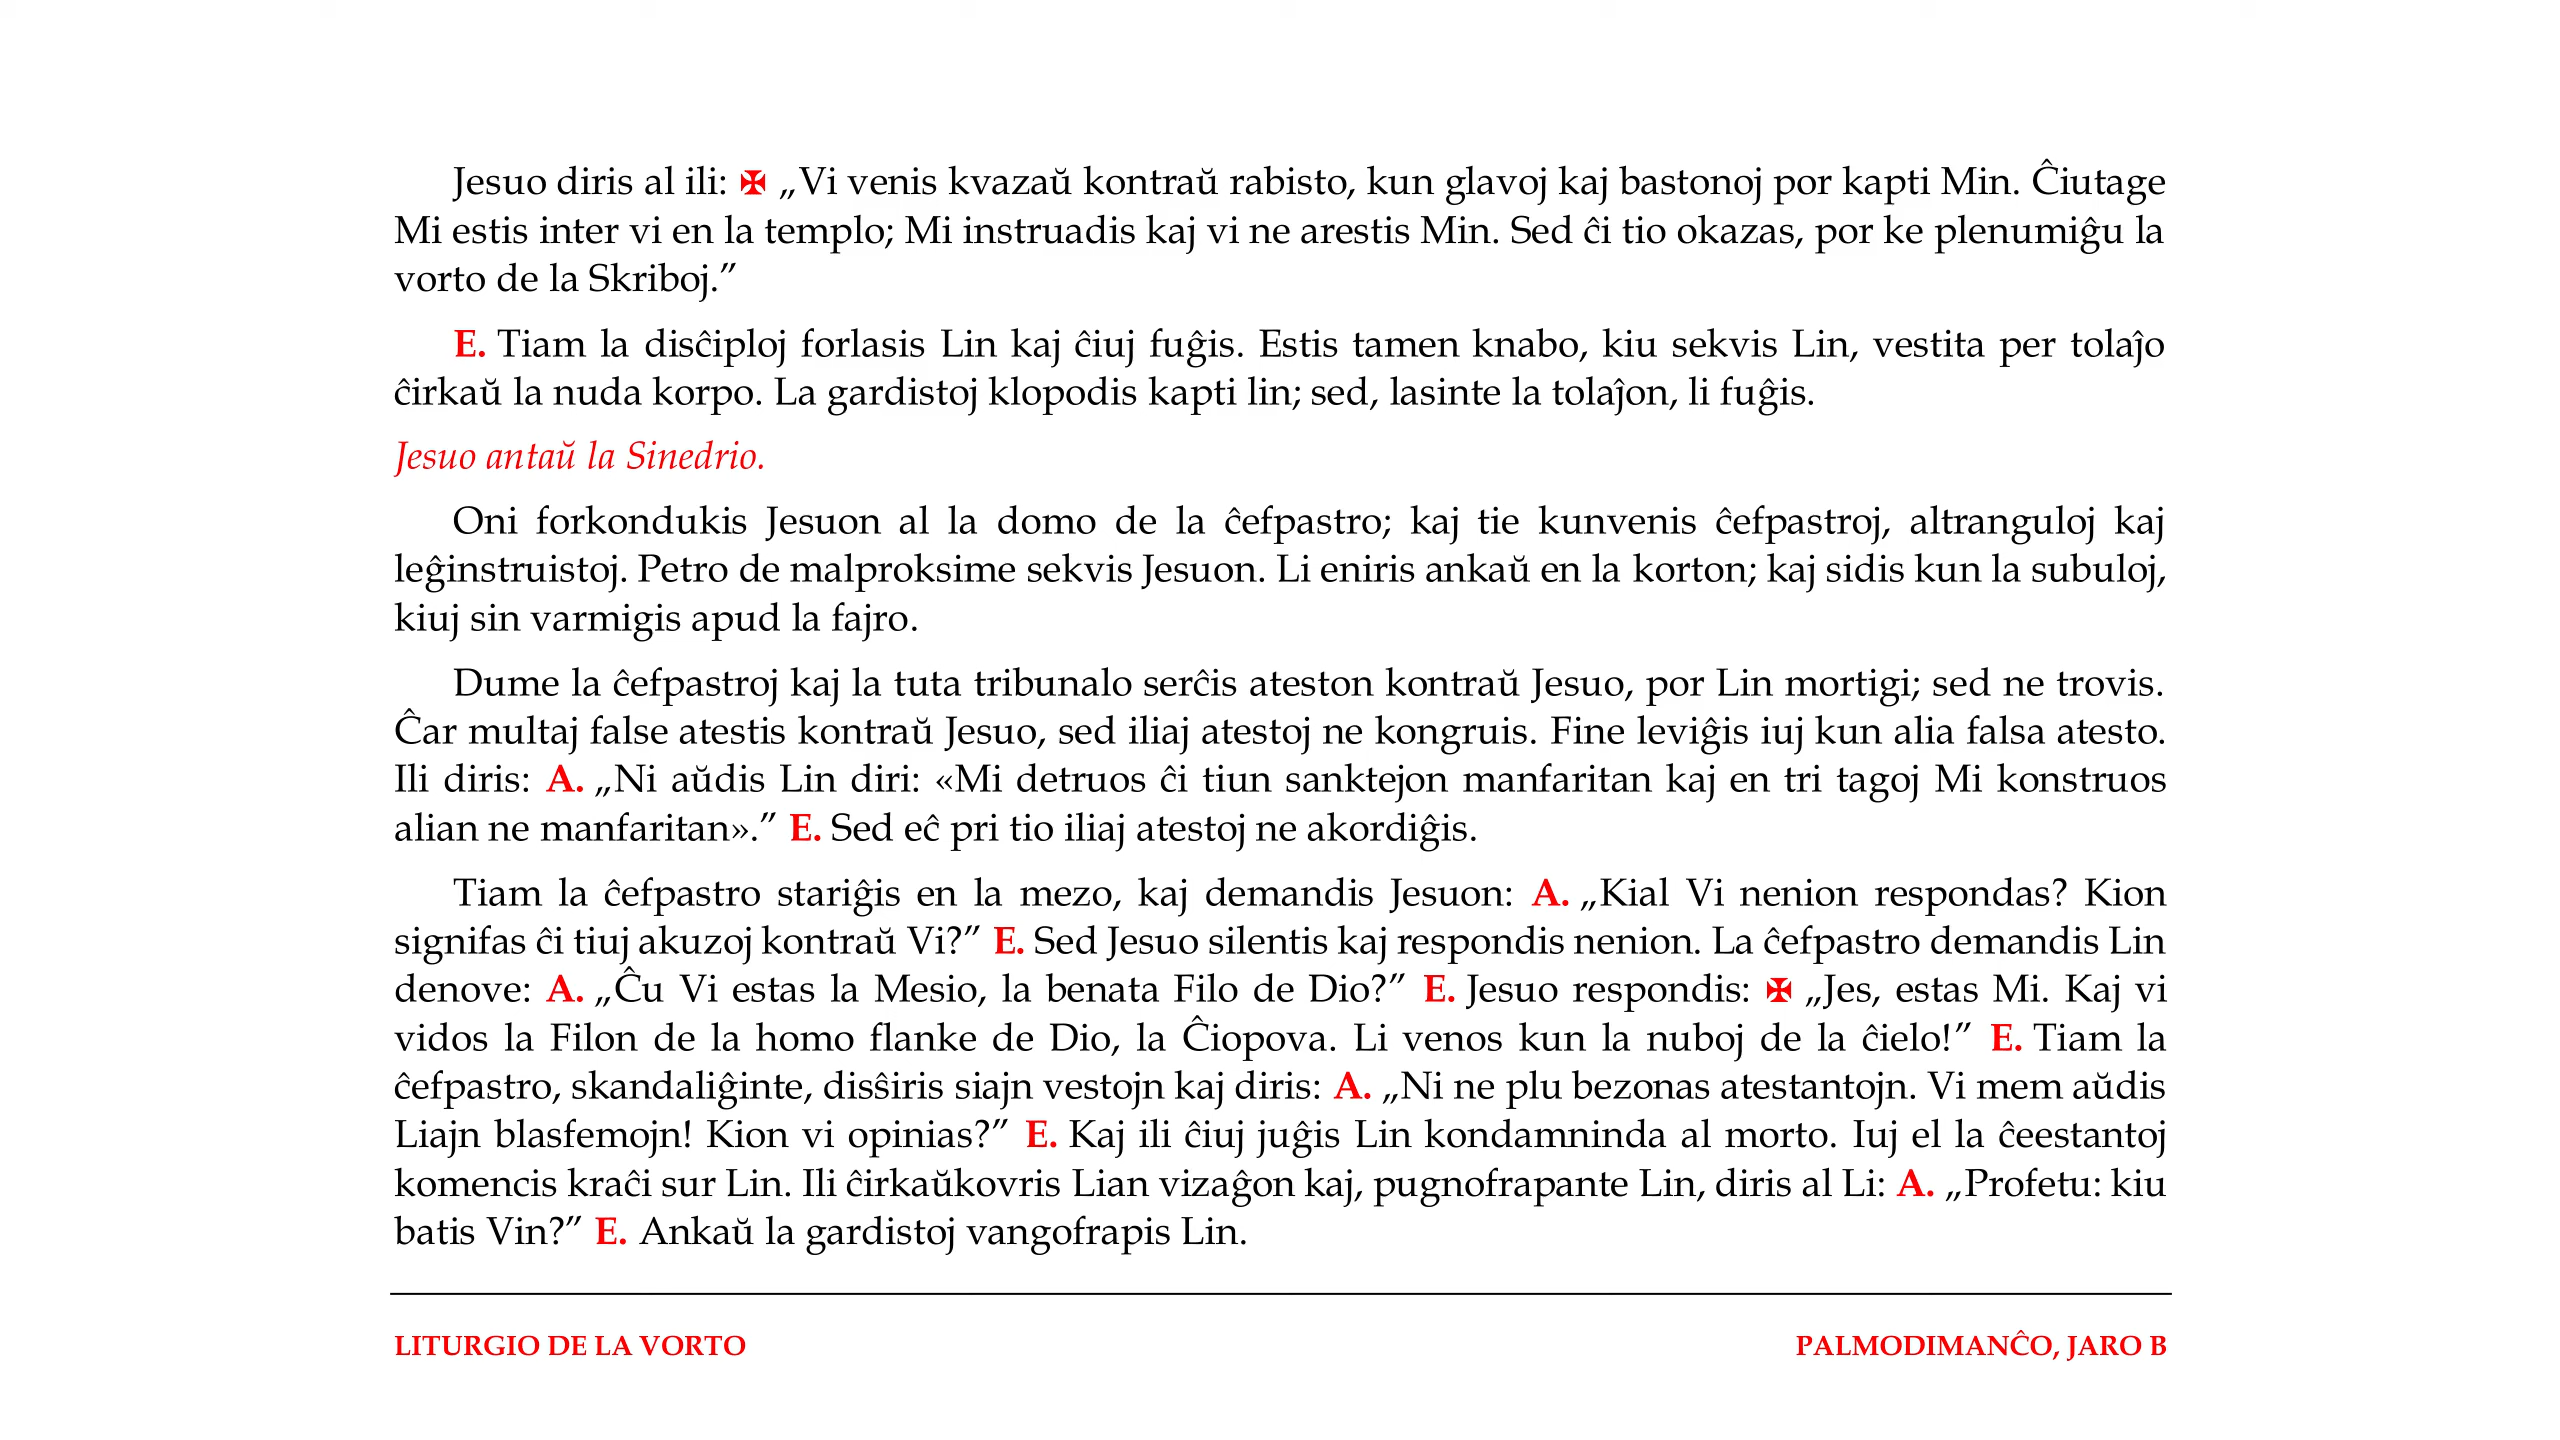 Jesuo diris al ili: ✠ „Vi venis kvazaŭ kontraŭ rabisto, kun glavoj kaj bastonoj por kapti Min. Ĉiutage
Mi estis inter vi en la templo; Mi instruadis kaj vi ne arestis Min. Sed ĉi tio okazas, por ke plenumiĝu la
vorto de la Skriboj.”
E. Tiam la disĉiploj forlasis Lin kaj ĉiuj fuĝis. Estis tamen knabo, kiu sekvis Lin, vestita per tolaĵo
ĉirkaŭ la nuda korpo. La gardistoj klopodis kapti lin; sed, lasinte la tolaĵon, li fuĝis.
Jesuo antaŭ la Sinedrio.
Oni forkondukis Jesuon al la domo de la ĉefpastro; kaj tie kunvenis ĉefpastroj, altranguloj kaj
leĝinstruistoj. Petro de malproksime sekvis Jesuon. Li eniris ankaŭ en la korton; kaj sidis kun la subuloj,
kiuj sin varmigis apud la fajro.
Dume la ĉefpastroj kaj la tuta tribunalo serĉis ateston kontraŭ Jesuo, por Lin mortigi; sed ne trovis.
Ĉar multaj false atestis kontraŭ Jesuo, sed iliaj atestoj ne kongruis. Fine leviĝis iuj kun alia falsa atesto.
Ili diris: A. „Ni aŭdis Lin diri: «Mi detruos ĉi tiun sanktejon manfaritan kaj en tri tagoj Mi konstruos
alian ne manfaritan».” E. Sed eĉ pri tio iliaj atestoj ne akordiĝis.
Tiam la ĉefpastro stariĝis en la mezo, kaj demandis Jesuon: A. „Kial Vi nenion respondas? Kion
signifas ĉi tiuj akuzoj kontraŭ Vi?” E. Sed Jesuo silentis kaj respondis nenion. La ĉefpastro demandis Lin
denove: A. „Ĉu Vi estas la Mesio, la benata Filo de Dio?” E. Jesuo respondis: ✠ „Jes, estas Mi. Kaj vi
vidos la Filon de la homo flanke de Dio, la Ĉiopova. Li venos kun la nuboj de la ĉielo!” E. Tiam la
ĉefpastro, skandaliĝinte, disŝiris siajn vestojn kaj diris: A. „Ni ne plu bezonas atestantojn. Vi mem aŭdis
Liajn blasfemojn! Kion vi opinias?” E. Kaj ili ĉiuj juĝis Lin kondamninda al morto. Iuj el la ĉeestantoj
komencis kraĉi sur Lin. Ili ĉirkaŭkovris Lian vizaĝon kaj, pugnofrapante Lin, diris al Li: A. „Profetu: kiu
batis Vin?” E. Ankaŭ la gardistoj vangofrapis Lin.
LITURGIO DE LA VORTO
PALMODIMANĈO, JARO B